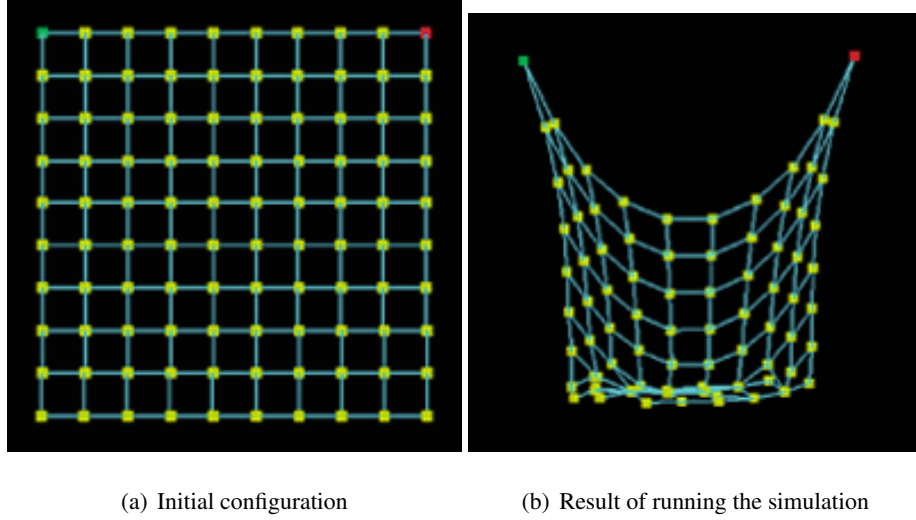 (a) Initial configuration
(b) Result of running the simulation